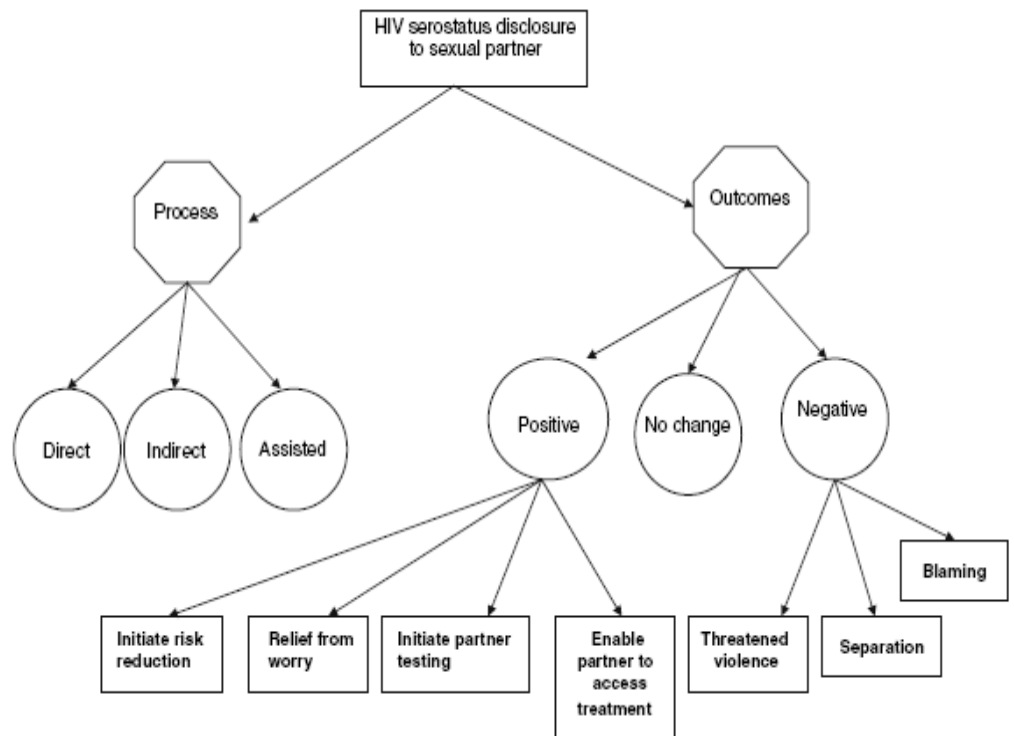 HIV serostatus disclosure
to sexual partner
Process
Outcomes
Direct
Indirect
Assisted
Positive
No change
Negative
Blaming
Initiate risk
reduction
Relief from
worry
Initiate partner
testing
Enable
partner to
access
treatment
Threatened
violence
Separation